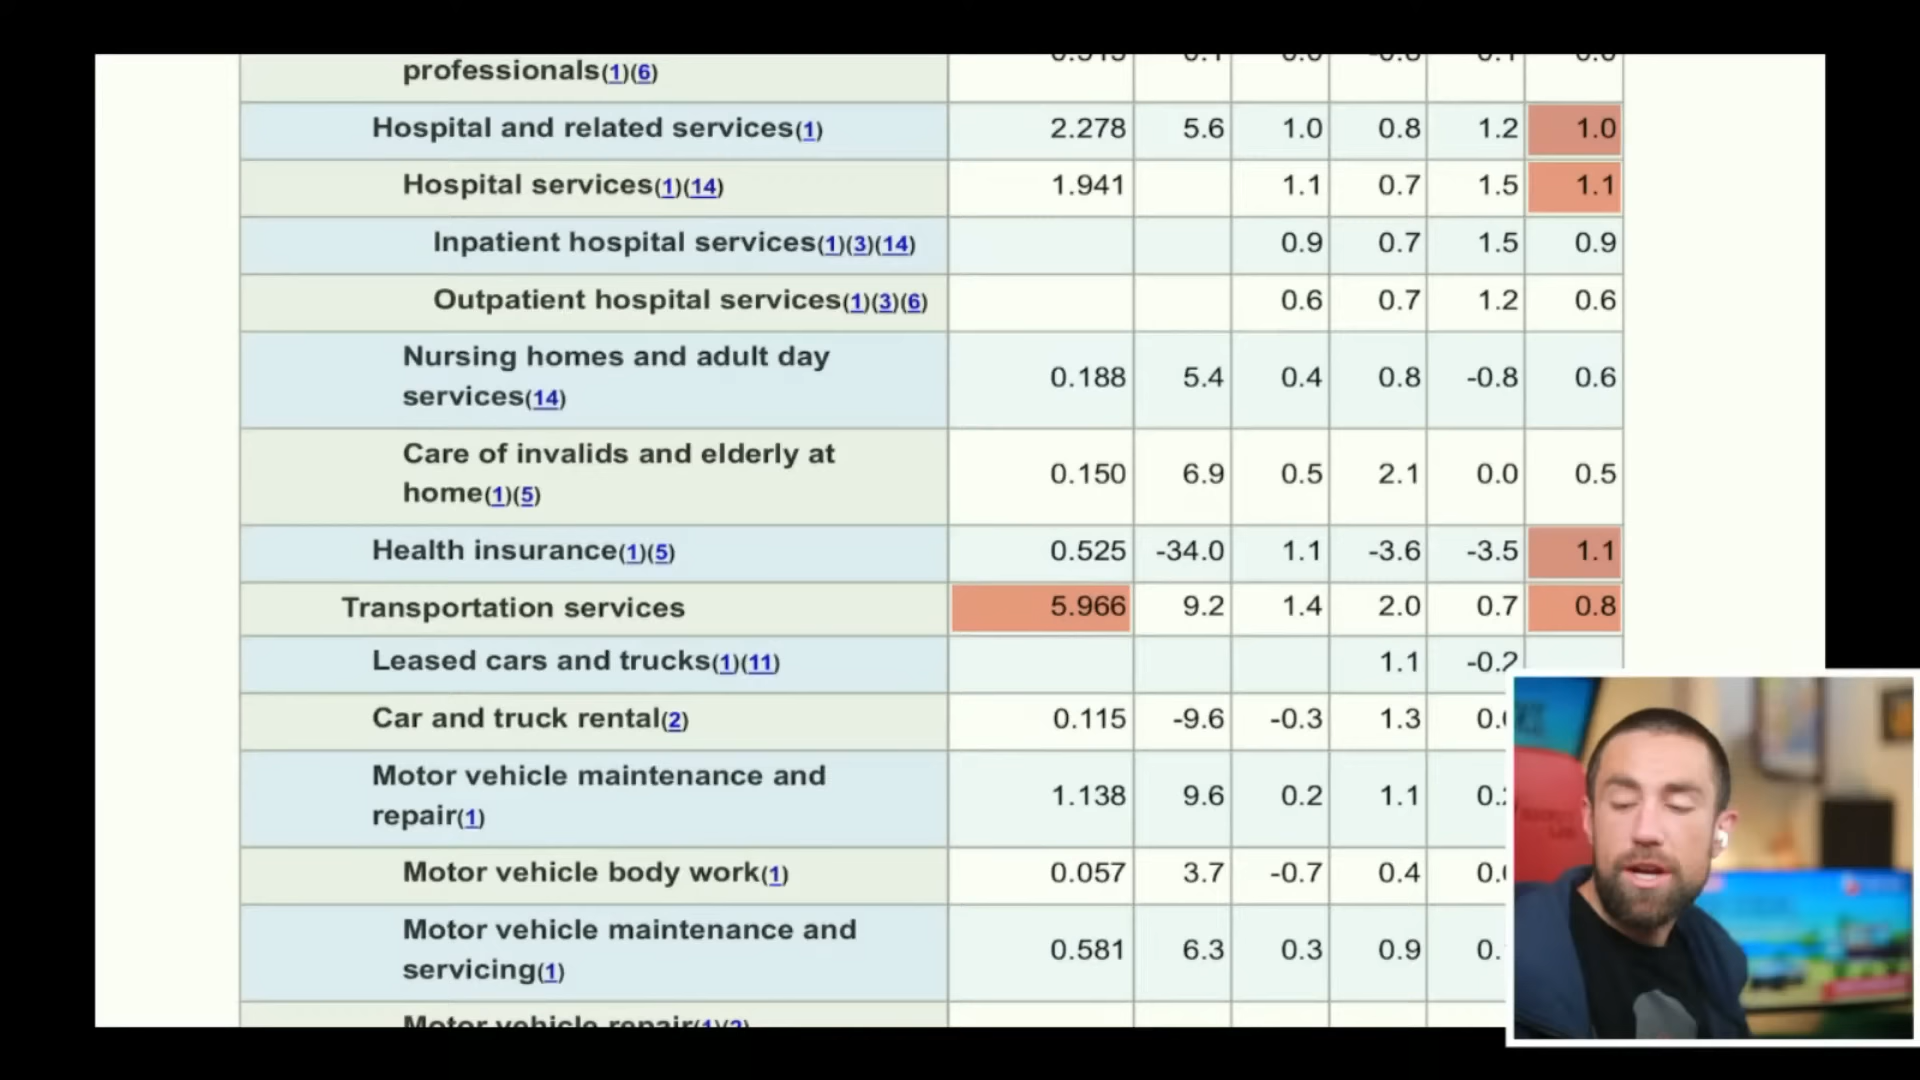 professionals(1)(6)
Hospital and related services(1) 2.278 5.6 1.0 0.8 1.2 1.0
Hospital services(1)(14) 1.941 1.1 0.7 1.5 1.1
Inpatient hospital services(1)(3)(14) 0.9 0.7 1.5 0.9
Outpatient hospital services(1)(3)(6) 0.6 0.7 1.2 0.6
Nursing homes and adult day
services(14) 0.188 5.4 0.4 0.8 -0.8 0.6
Care of invalids and elderly at
home(1)(5) 0.150 6.9 0.5 2.1 0.0 0.5
Health insurance(1)(5) 0.525 -34.0 1.1 -3.6 -3.5 1.1
Transportation services 5.966 9.2 1.4 2.0 0.7 0.8
Leased cars and trucks(1)(11) 1.1 -0.2
Car and truck rental(2) 0.115 -9.6 -0.3 1.3
Motor vehicle maintenance and
repair(1) 1.138 9.6 0.2 1.1
Motor vehicle body work(1) 0.057 3.7 -0.7 0.4
Motor vehicle maintenance and
servicing(1) 0.581 6.3 0.3 0.9
Motor vehicle repair(1)(2)